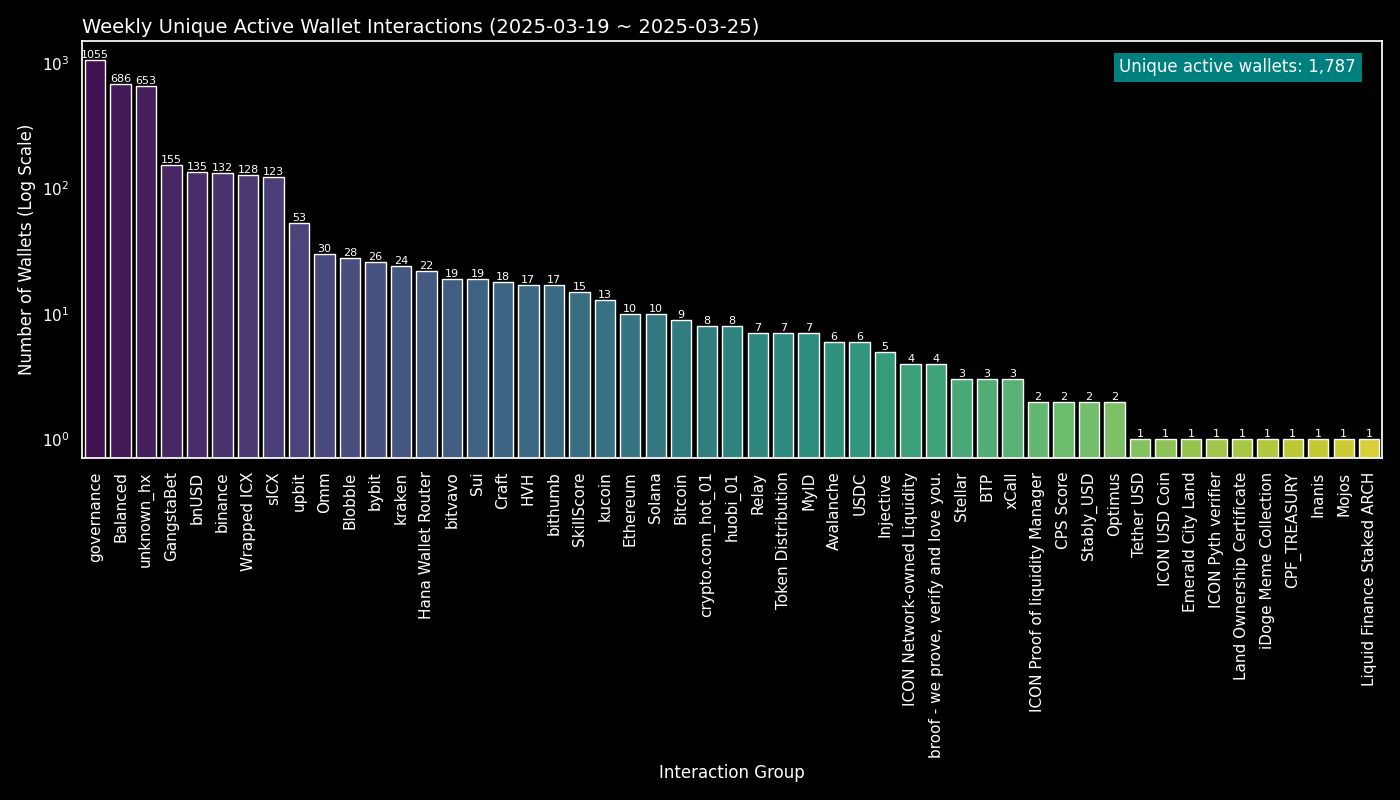 Weekly Unique Active Wallet Interactions (2025-03-19 ~ 2025-03-25)
Unique active wallets: 1,787
Number of Wallets (Log Scale)
10³
10²
10¹
10⁰
1055
686
653
155
135
132
128
123
53
30
28
26
24
22
19
19
18
17
17
15
13
10
10
9
8
8
7
7
7
6
6
5
4
4
3
3
3
2
2
2
2
1
1
1
1
1
1
1
1
1
1
governance
Balanced
unknown_hx
GangstaBet
bnUSD
binance
Wrapped ICX
sICX
upbit
Omm
Blobble
bybit
kraken
Hana Wallet Router
bitvavo
Sui
Craft
HVH
bithumb
SkillScore
kucoin
Ethereum
Solana
Bitcoin
crypto.com_hot_01
huobi_01
Relay
Token Distribution
MyID
Avalanche
USDC
Injective
ICON Network-owned Liquidity
broof - we prove, verify and love you.
Stellar
BTP
xCall
ICON Proof of liquidity Manager
CPS Score
Stably_USD
Optimus
Tether USD
ICON USD Coin
Emerald City Land
ICON Pyth verifier
Land Ownership Certificate
iDoge Meme Collection
CPF_TREASURY
Inanis
Mojos
Liquid Finance Staked ARCH
Interaction Group